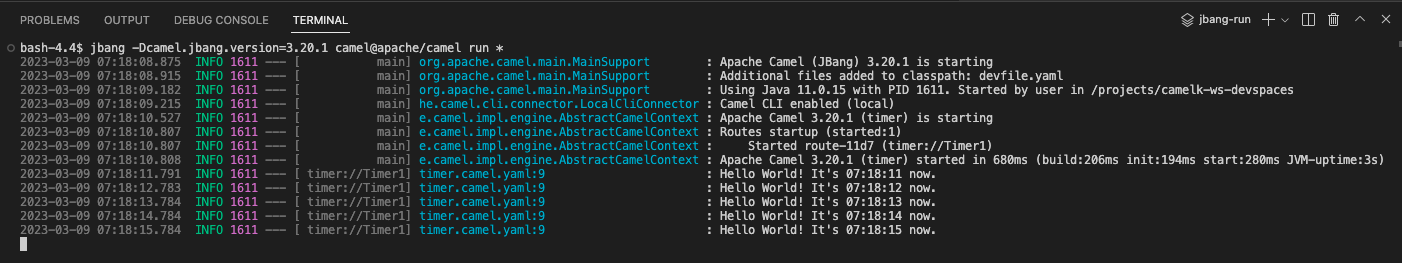 PROBLEMS OUTPUT DEBUG CONSOLE TERMINAL jbang-run
bash-4.4$ jbang -Dcamel.jbang.version=3.20.1 camel@apache/camel run *
2023-03-09 07:18:08.875 INFO 1611 --- [ main] org.apache.camel.main.MainSupport : Apache Camel (JBang) 3.20.1 is starting
2023-03-09 07:18:08.915 INFO 1611 --- [ main] org.apache.camel.main.MainSupport : Additional files added to classpath: devfile.yaml
2023-03-09 07:18:09.182 INFO 1611 --- [ main] org.apache.camel.main.MainSupport : Using Java 11.0.15 with PID 1611. Started by user in /projects/camelk-ws-devspaces
2023-03-09 07:18:09.215 INFO 1611 --- [ main] he.camel.cli.connector.LocalCliConnector : Camel CLI enabled (local)
2023-03-09 07:18:10.527 INFO 1611 --- [ main] e.camel.impl.engine.AbstractCamelContext : Apache Camel 3.20.1 (timer) is starting
2023-03-09 07:18:10.807 INFO 1611 --- [ main] e.camel.impl.engine.AbstractCamelContext : Routes startup (started:1)
2023-03-09 07:18:10.807 INFO 1611 --- [ main] e.camel.impl.engine.AbstractCamelContext : Started route-11d7 (timer://Timer1)
2023-03-09 07:18:10.808 INFO 1611 --- [ main] e.camel.impl.engine.AbstractCamelContext : Apache Camel 3.20.1 (timer) started in 680ms (build:206ms init:194ms start:280ms JVM-uptime:3s)
2023-03-09 07:18:11.791 INFO 1611 --- [ timer://Timer1] timer.camel.yaml:9 : Hello World! It's 07:18:11 now.
2023-03-09 07:18:12.783 INFO 1611 --- [ timer://Timer1] timer.camel.yaml:9 : Hello World! It's 07:18:12 now.
2023-03-09 07:18:13.784 INFO 1611 --- [ timer://Timer1] timer.camel.yaml:9 : Hello World! It's 07:18:13 now.
2023-03-09 07:18:14.784 INFO 1611 --- [ timer://Timer1] timer.camel.yaml:9 : Hello World! It's 07:18:14 now.
2023-03-09 07:18:15.784 INFO 1611 --- [ timer://Timer1] timer.camel.yaml:9 : Hello World! It's 07:18:15 now.